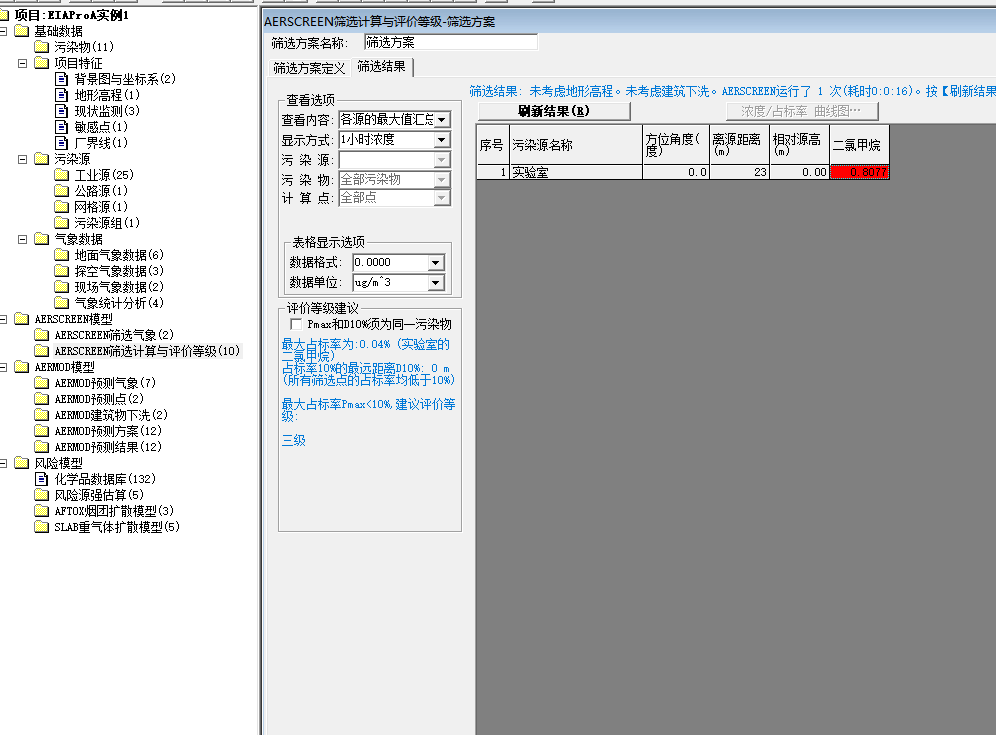 项目:EIAProA实例1
基础数据
污染物(11)
项目特征
背景图与坐标系(2)
地形高程(1)
现状监测(3)
敏感点(1)
厂界线(1)
污染源
工业源(25)
公路源(1)
网格源(1)
污染源组(1)
气象数据
地面气象数据(6)
探空气象数据(3)
现场气象数据(2)
气象统计分析(4)
AERSCREEN模型
AERSCREEN筛选气象(2)
AERSCREEN筛选计算与评价等级(10)
AERMOD模型
AERMOD预测气象(7)
AERMOD预测点(2)
AERMOD建筑物下洗(2)
AERMOD预测方案(12)
AERMOD预测结果(12)
风险模型
化学品数据库(132)
风险源强估算(5)
AFTOX烟团扩散模型(3)
SLAB重气体扩散模型(5)
AERSCREEN筛选计算与评价等级-筛选方案
筛选方案名称: 筛选方案
筛选方案定义 筛选结果
查看选项
查看内容: 各源的最大值汇总
显示方式: 1小时浓度
污 染 源:
污 染 物: 全部污染物
计 算 点: 全部点
表格显示选项
数据格式: 0.0000
数据单位: ug/m^3
评价等级建议
Pmax和D10%须为同一污染物
最大占标率为:0.04% (实验室的
二氯甲烷)
占标率10%的最远距离D10%: 0 m
(所有筛选点的占标率均低于10%)
最大占标率Pmax<10%,建议评价等
级:
三级
筛选结果: 未考虑地形高程。未考虑建筑下洗。AERSCREEN运行了 1 次(耗时0:0:16)。按【刷新结果
刷新结果(R) 浓度/占标率 曲线图…
序号 污染源名称 方位角度(度) 离源距离(m) 相对源高(m) 二氯甲烷
1 实验室 0.0 23 0.00 0.8077